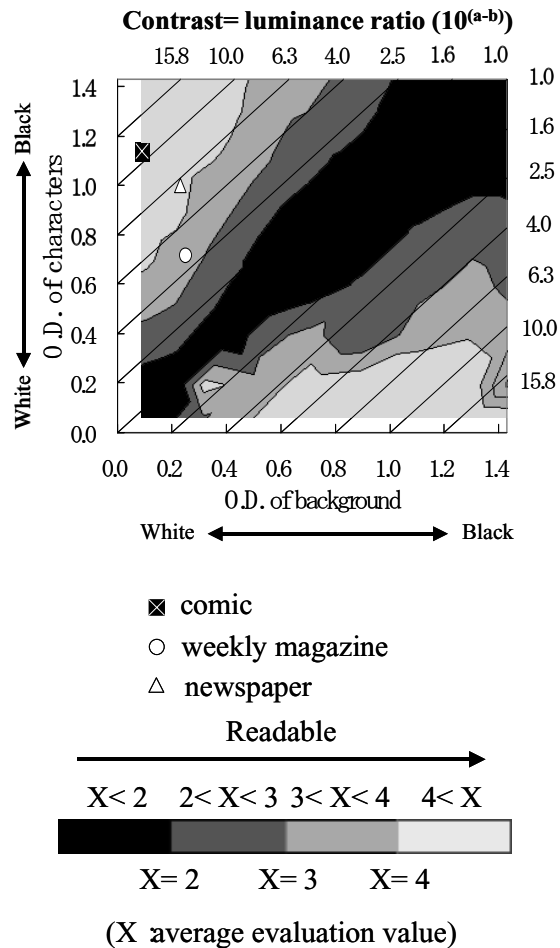 Contrast= luminance ratio (10(a-b))
15.8 10.0 6.3 4.0 2.5 1.6 1.0
1.4 1.0
1.2 1.6
1.0 2.5
0.8 4.0
0.6 6.3
0.4 10.0
0.2 15.8
0.0
Black
White
O.D. of characters
0.0 0.2 0.4 0.6 0.8 1.0 1.2 1.4
O.D. of background
White Black
comic
weekly magazine
newspaper
Readable
X< 2 2< X< 3 3< X< 4 4< X
X= 2 X= 3 X= 4
(X :average evaluation value)